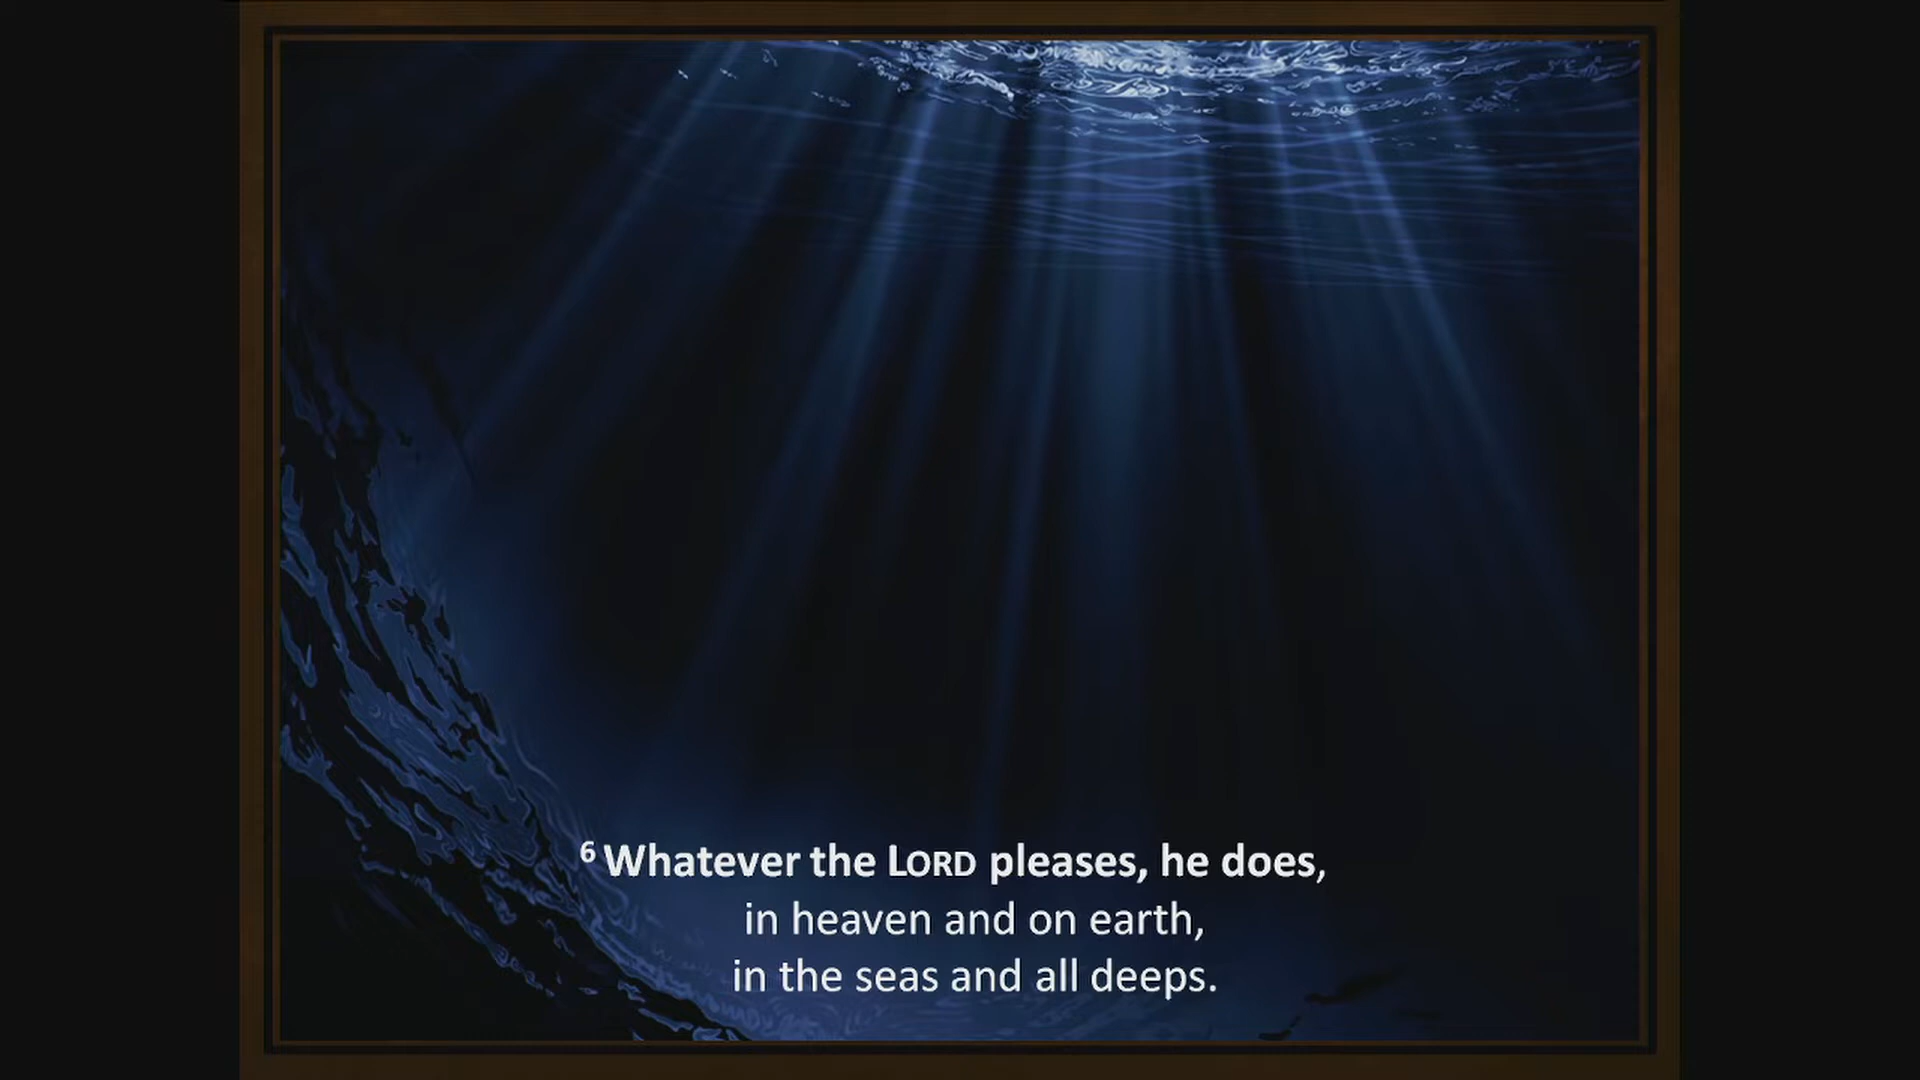 6 Whatever the LORD pleases, he does,
in heaven and on earth,
in the seas and all deeps.